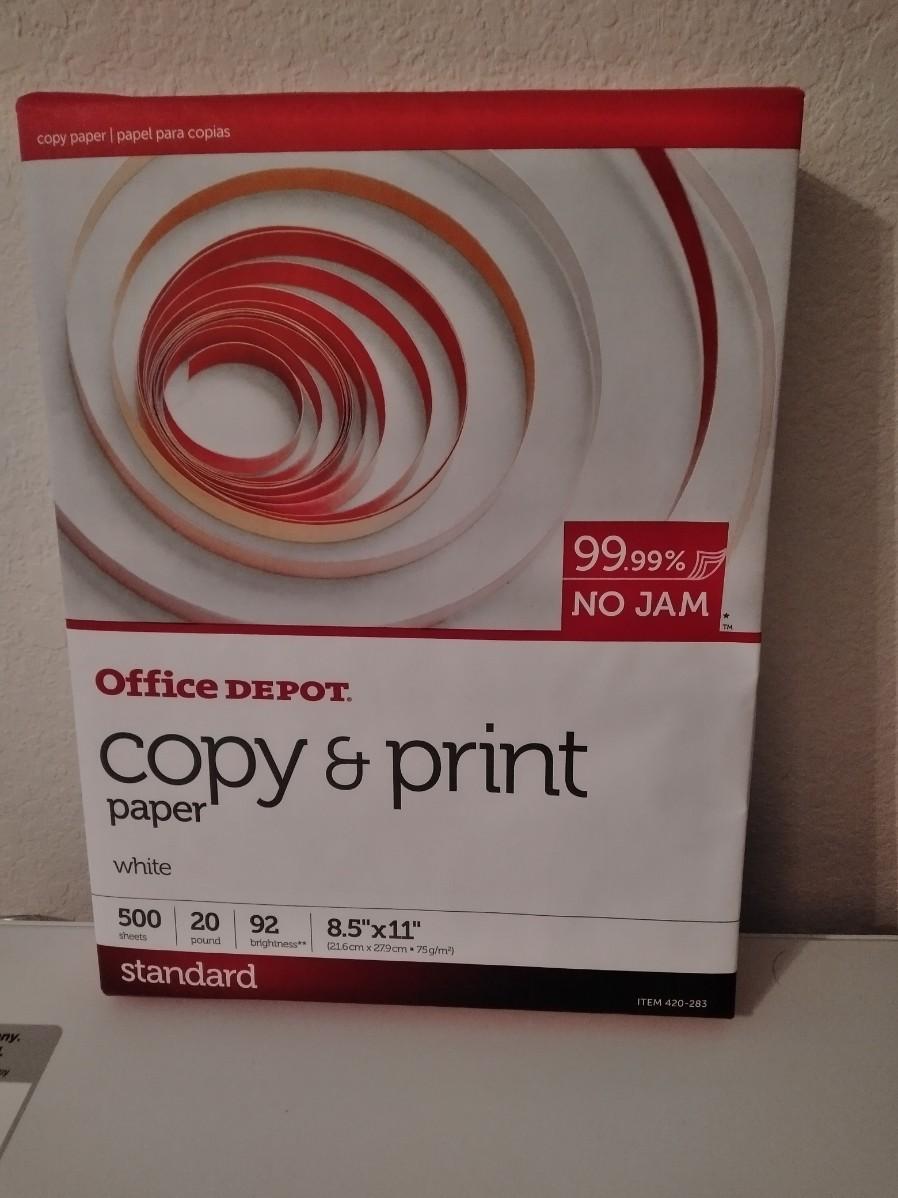 copy paper | papel para copias
99.99%
NO JAM*
™
Office DEPOT®
copy & print
paper
white
500 20 92 8.5"x11"
sheets pound brightness** (21.6cm x 27.9cm • 75g/m²)
standard
ITEM 420-283
ny.